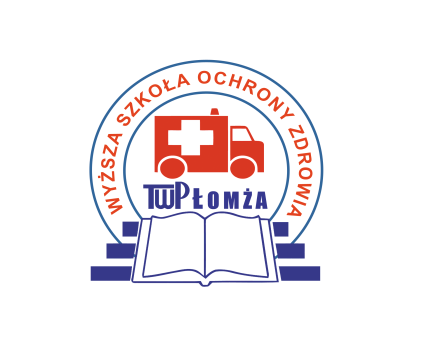 WYŻSZA SZKOŁA OCHRONY ZDROWIA
TWP ŁOMŻA